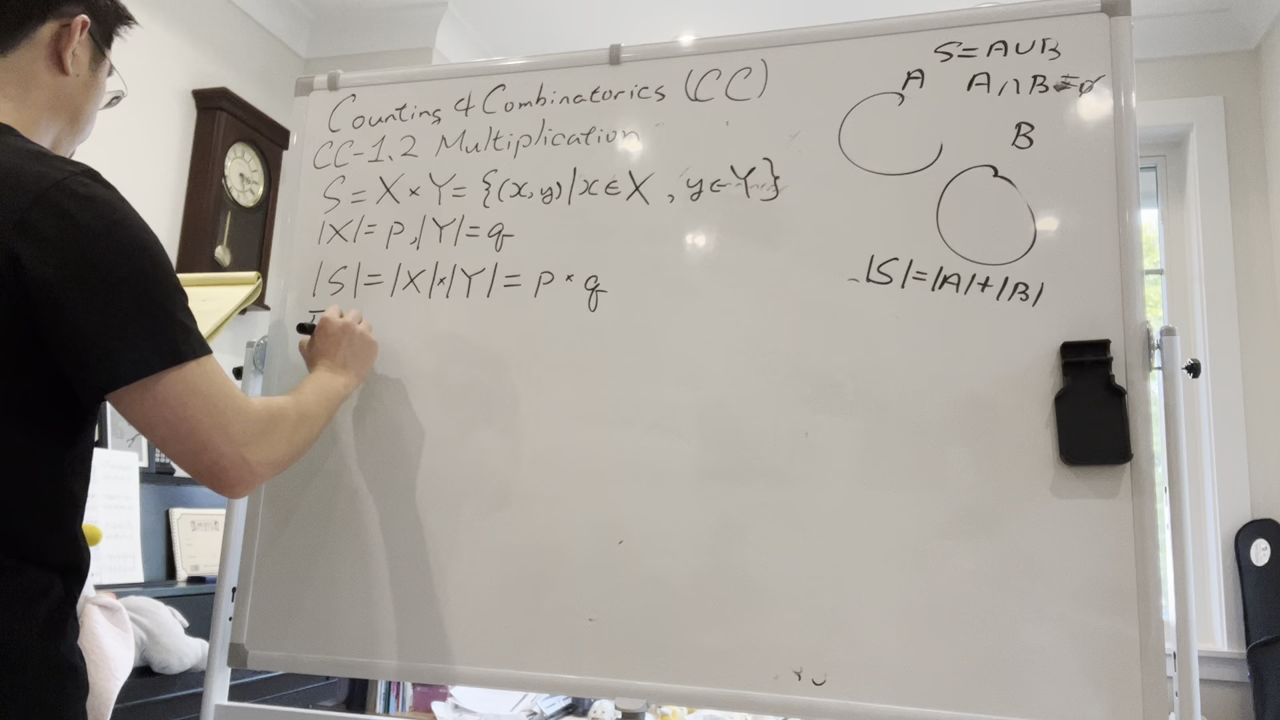 Counting & Combinatorics (CC)
CC-1.2 Multiplication
S = X × Y = {(x, y) | x ∈ X , y ∈ Y}
|X| = p, |Y| = q
|S| = |X| × |Y| = p × q
S = A ∪ B
A ∩ B = ∅
A
B
|S| = |A| + |B|